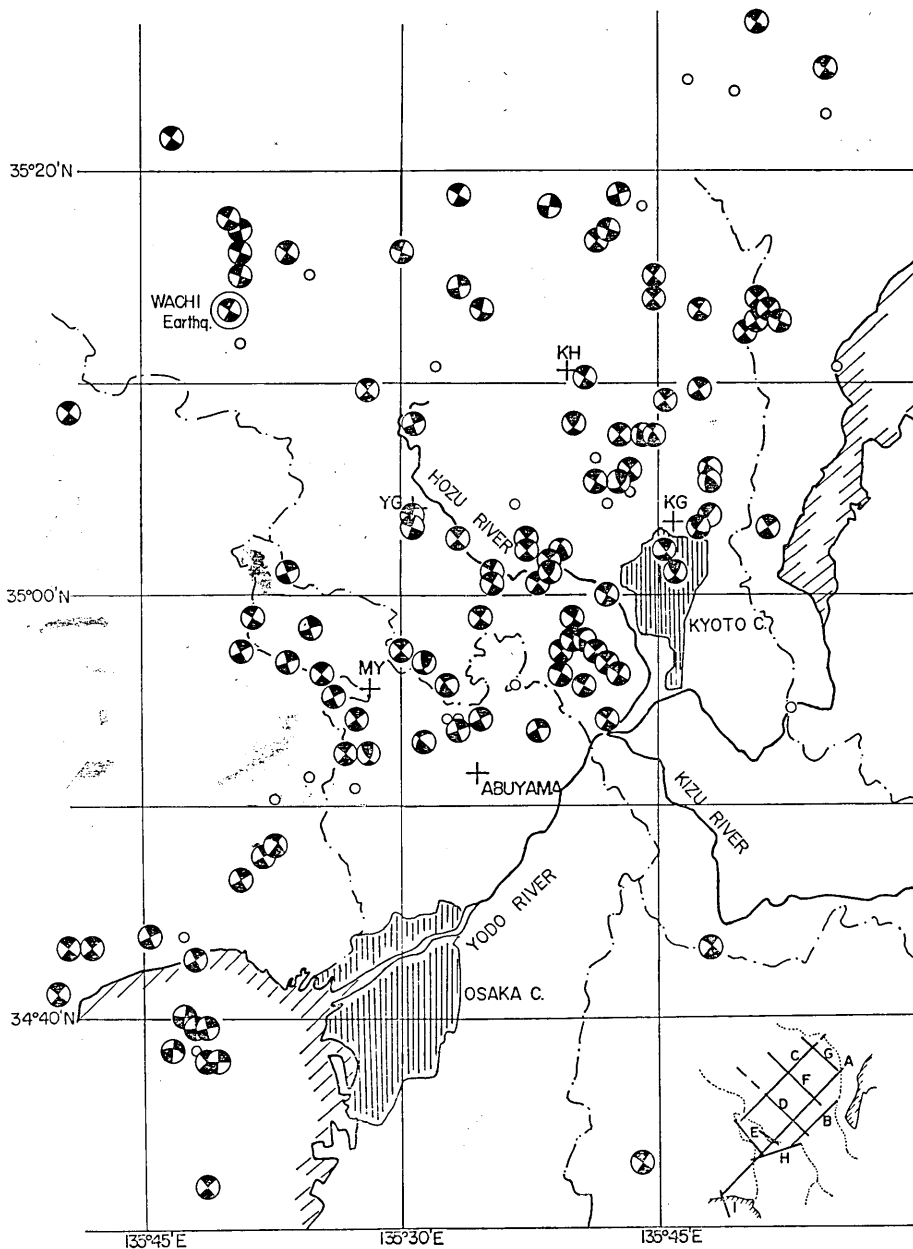 35°20'N
WACHI
Earthq.
KH
HOZU RIVER
YG
KG
35°00'N
KYOTO C.
MY
ABUYAMA
KIZU RIVER
YODO RIVER
OSAKA C.
34°40'N
C
G
A
F
D
B
E
H
I
135°45'E
135°30'E
135°45'E